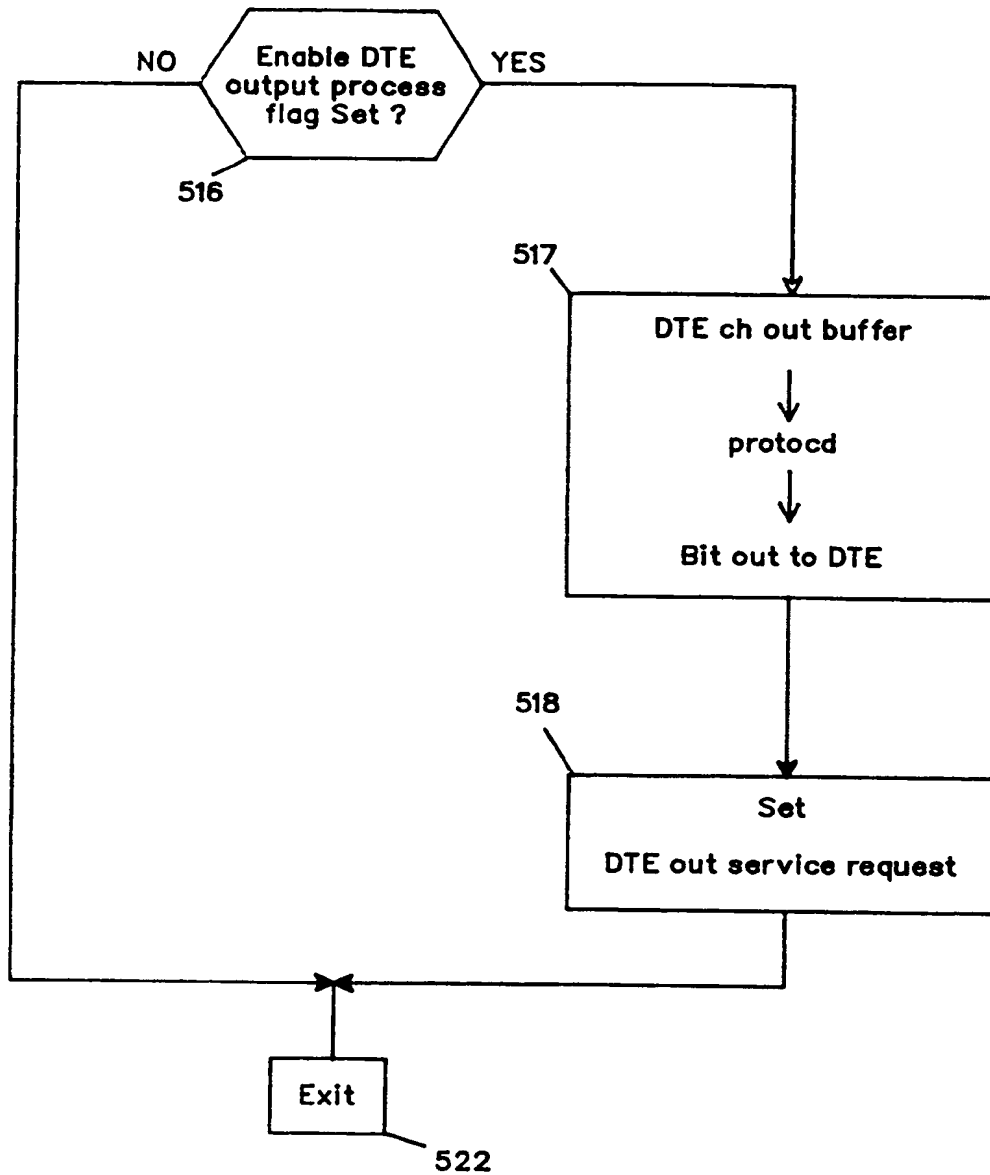 NO
Enable DTE
output process
flag Set ?
YES
516
517
DTE ch out buffer
protocd
Bit out to DTE
518
Set
DTE out service request
Exit
522